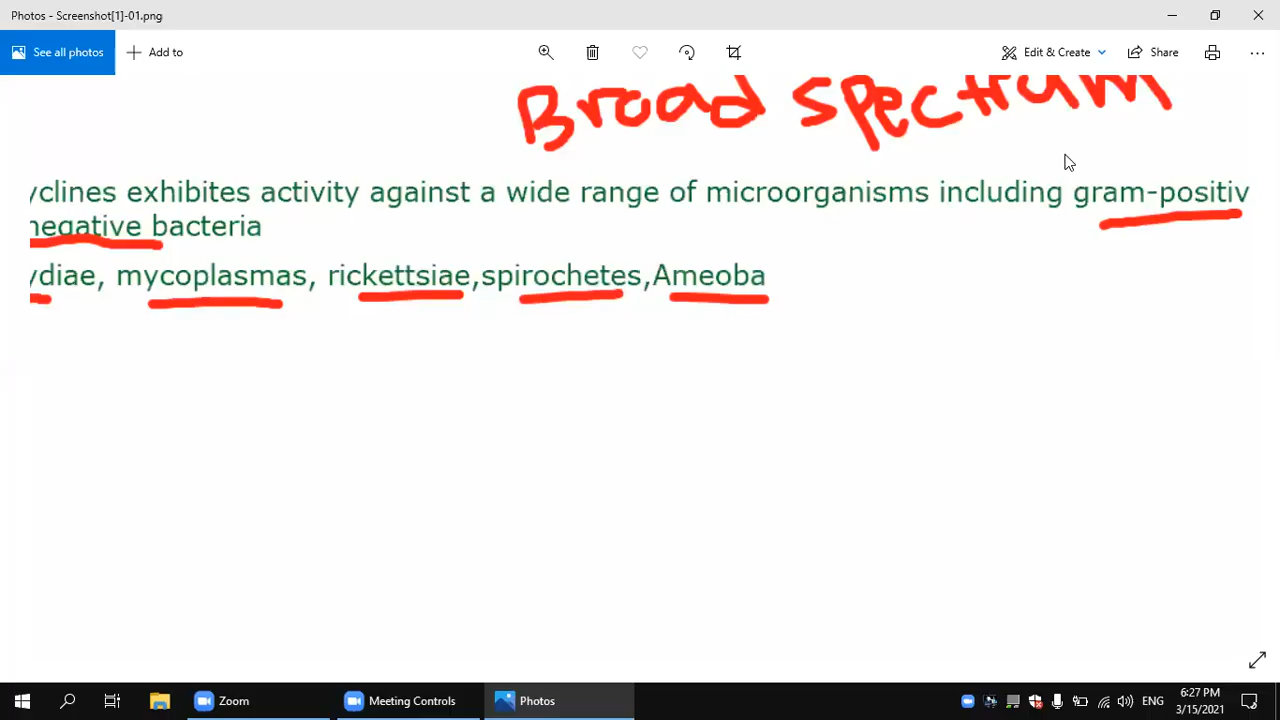 Photos - Screenshot[1]-01.png
See all photos
Add to
Edit & Create
Share
Broad Spectrum
yclines exhibites activity against a wide range of microorganisms including gram-positiv
negative bacteria
ydiae, mycoplasmas, rickettsiae,spirochetes,Ameoba
Zoom
Meeting Controls
Photos
ENG
6:27 PM
3/15/2021